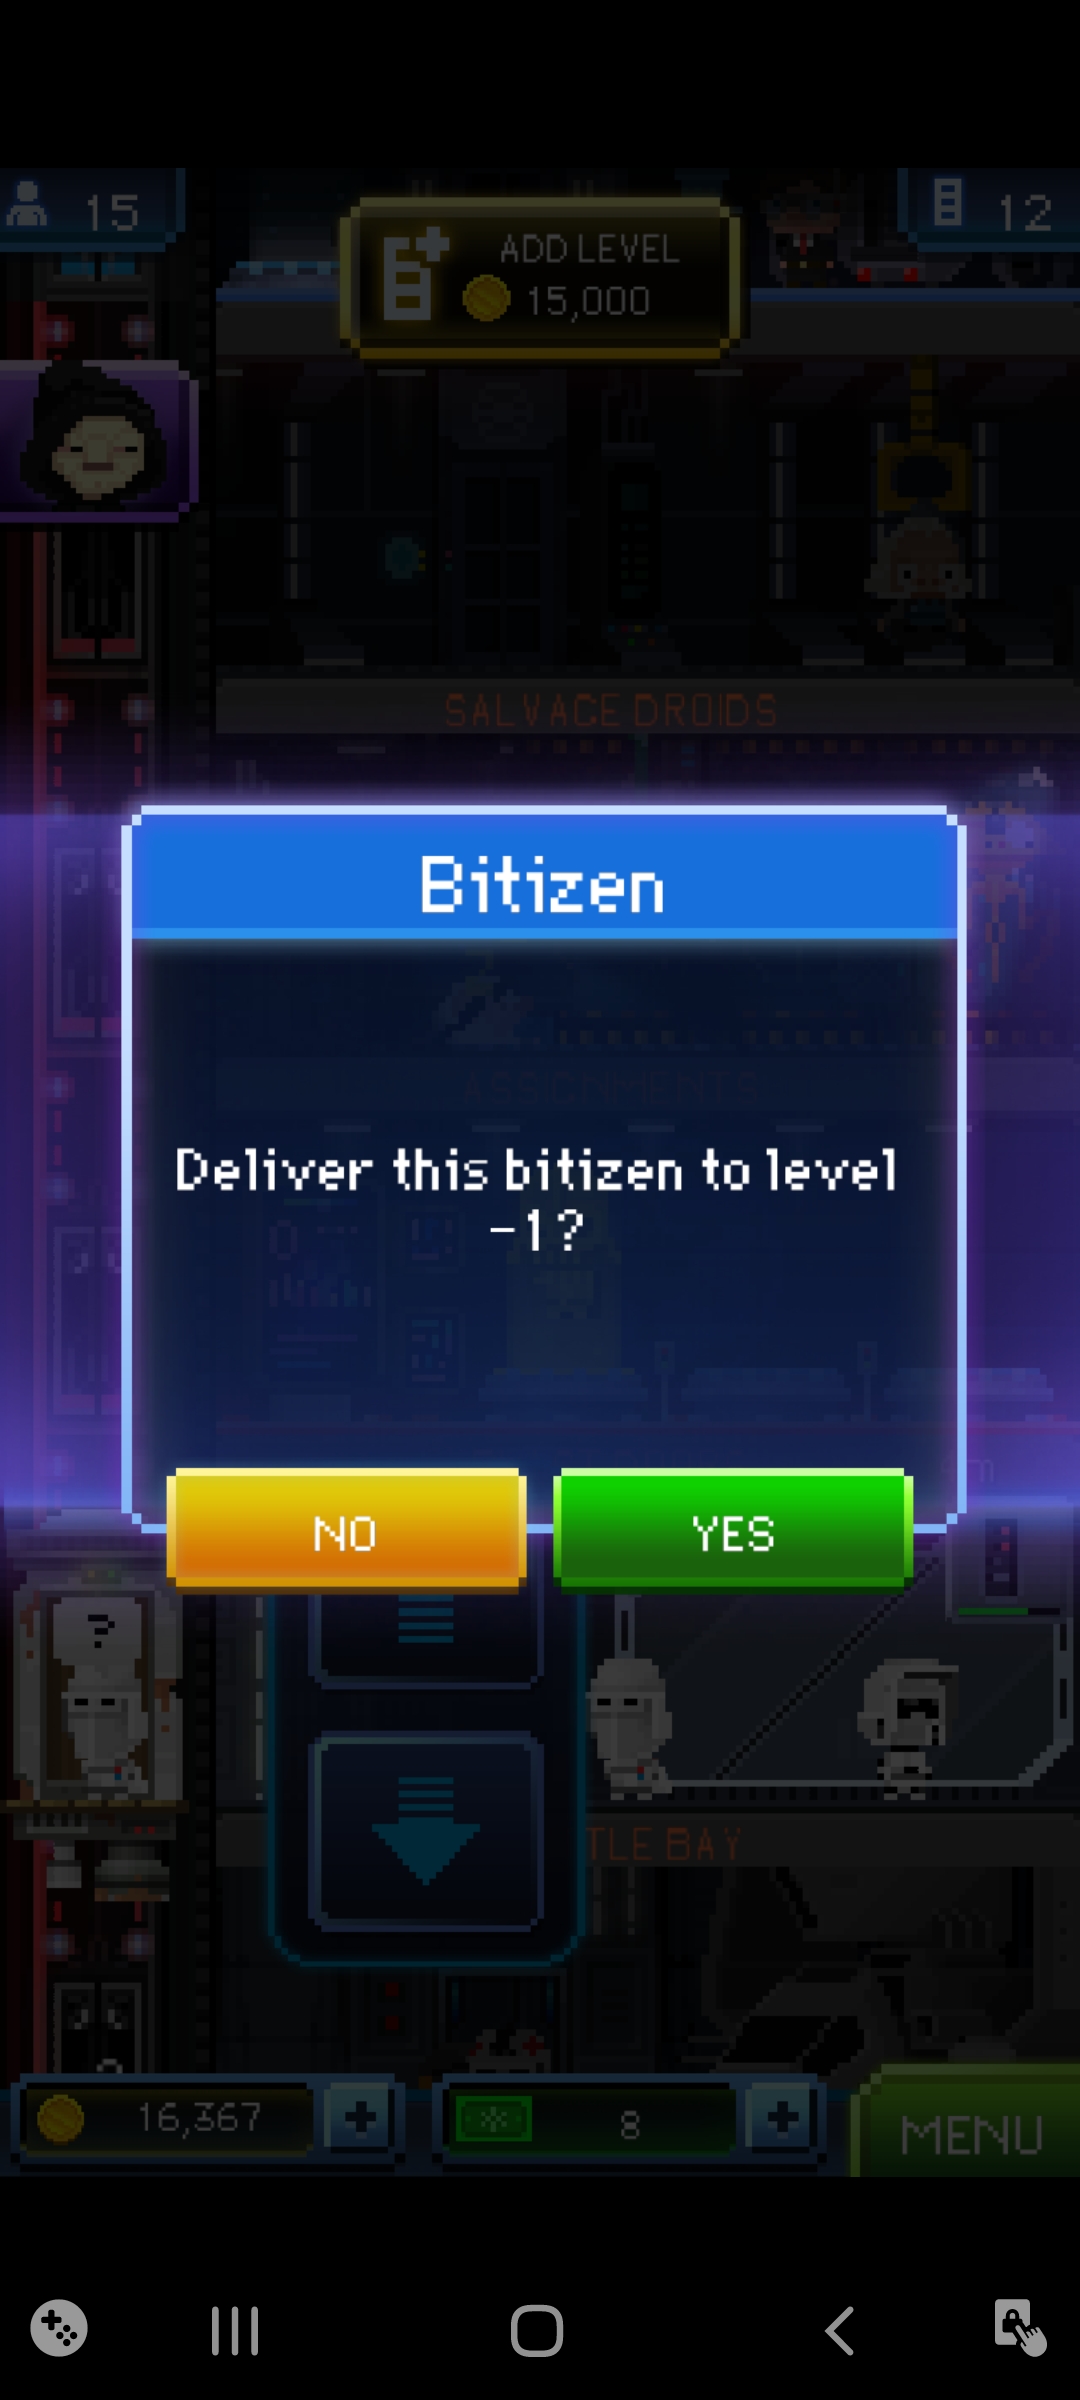 15
12
ADD LEVEL
15,000
SALVAGE DROIDS
Bitizen
ASSIGNMENTS
Deliver this bitizen to level
-1?
NO
YES
?
TLE BAY
16,367
8
MENU